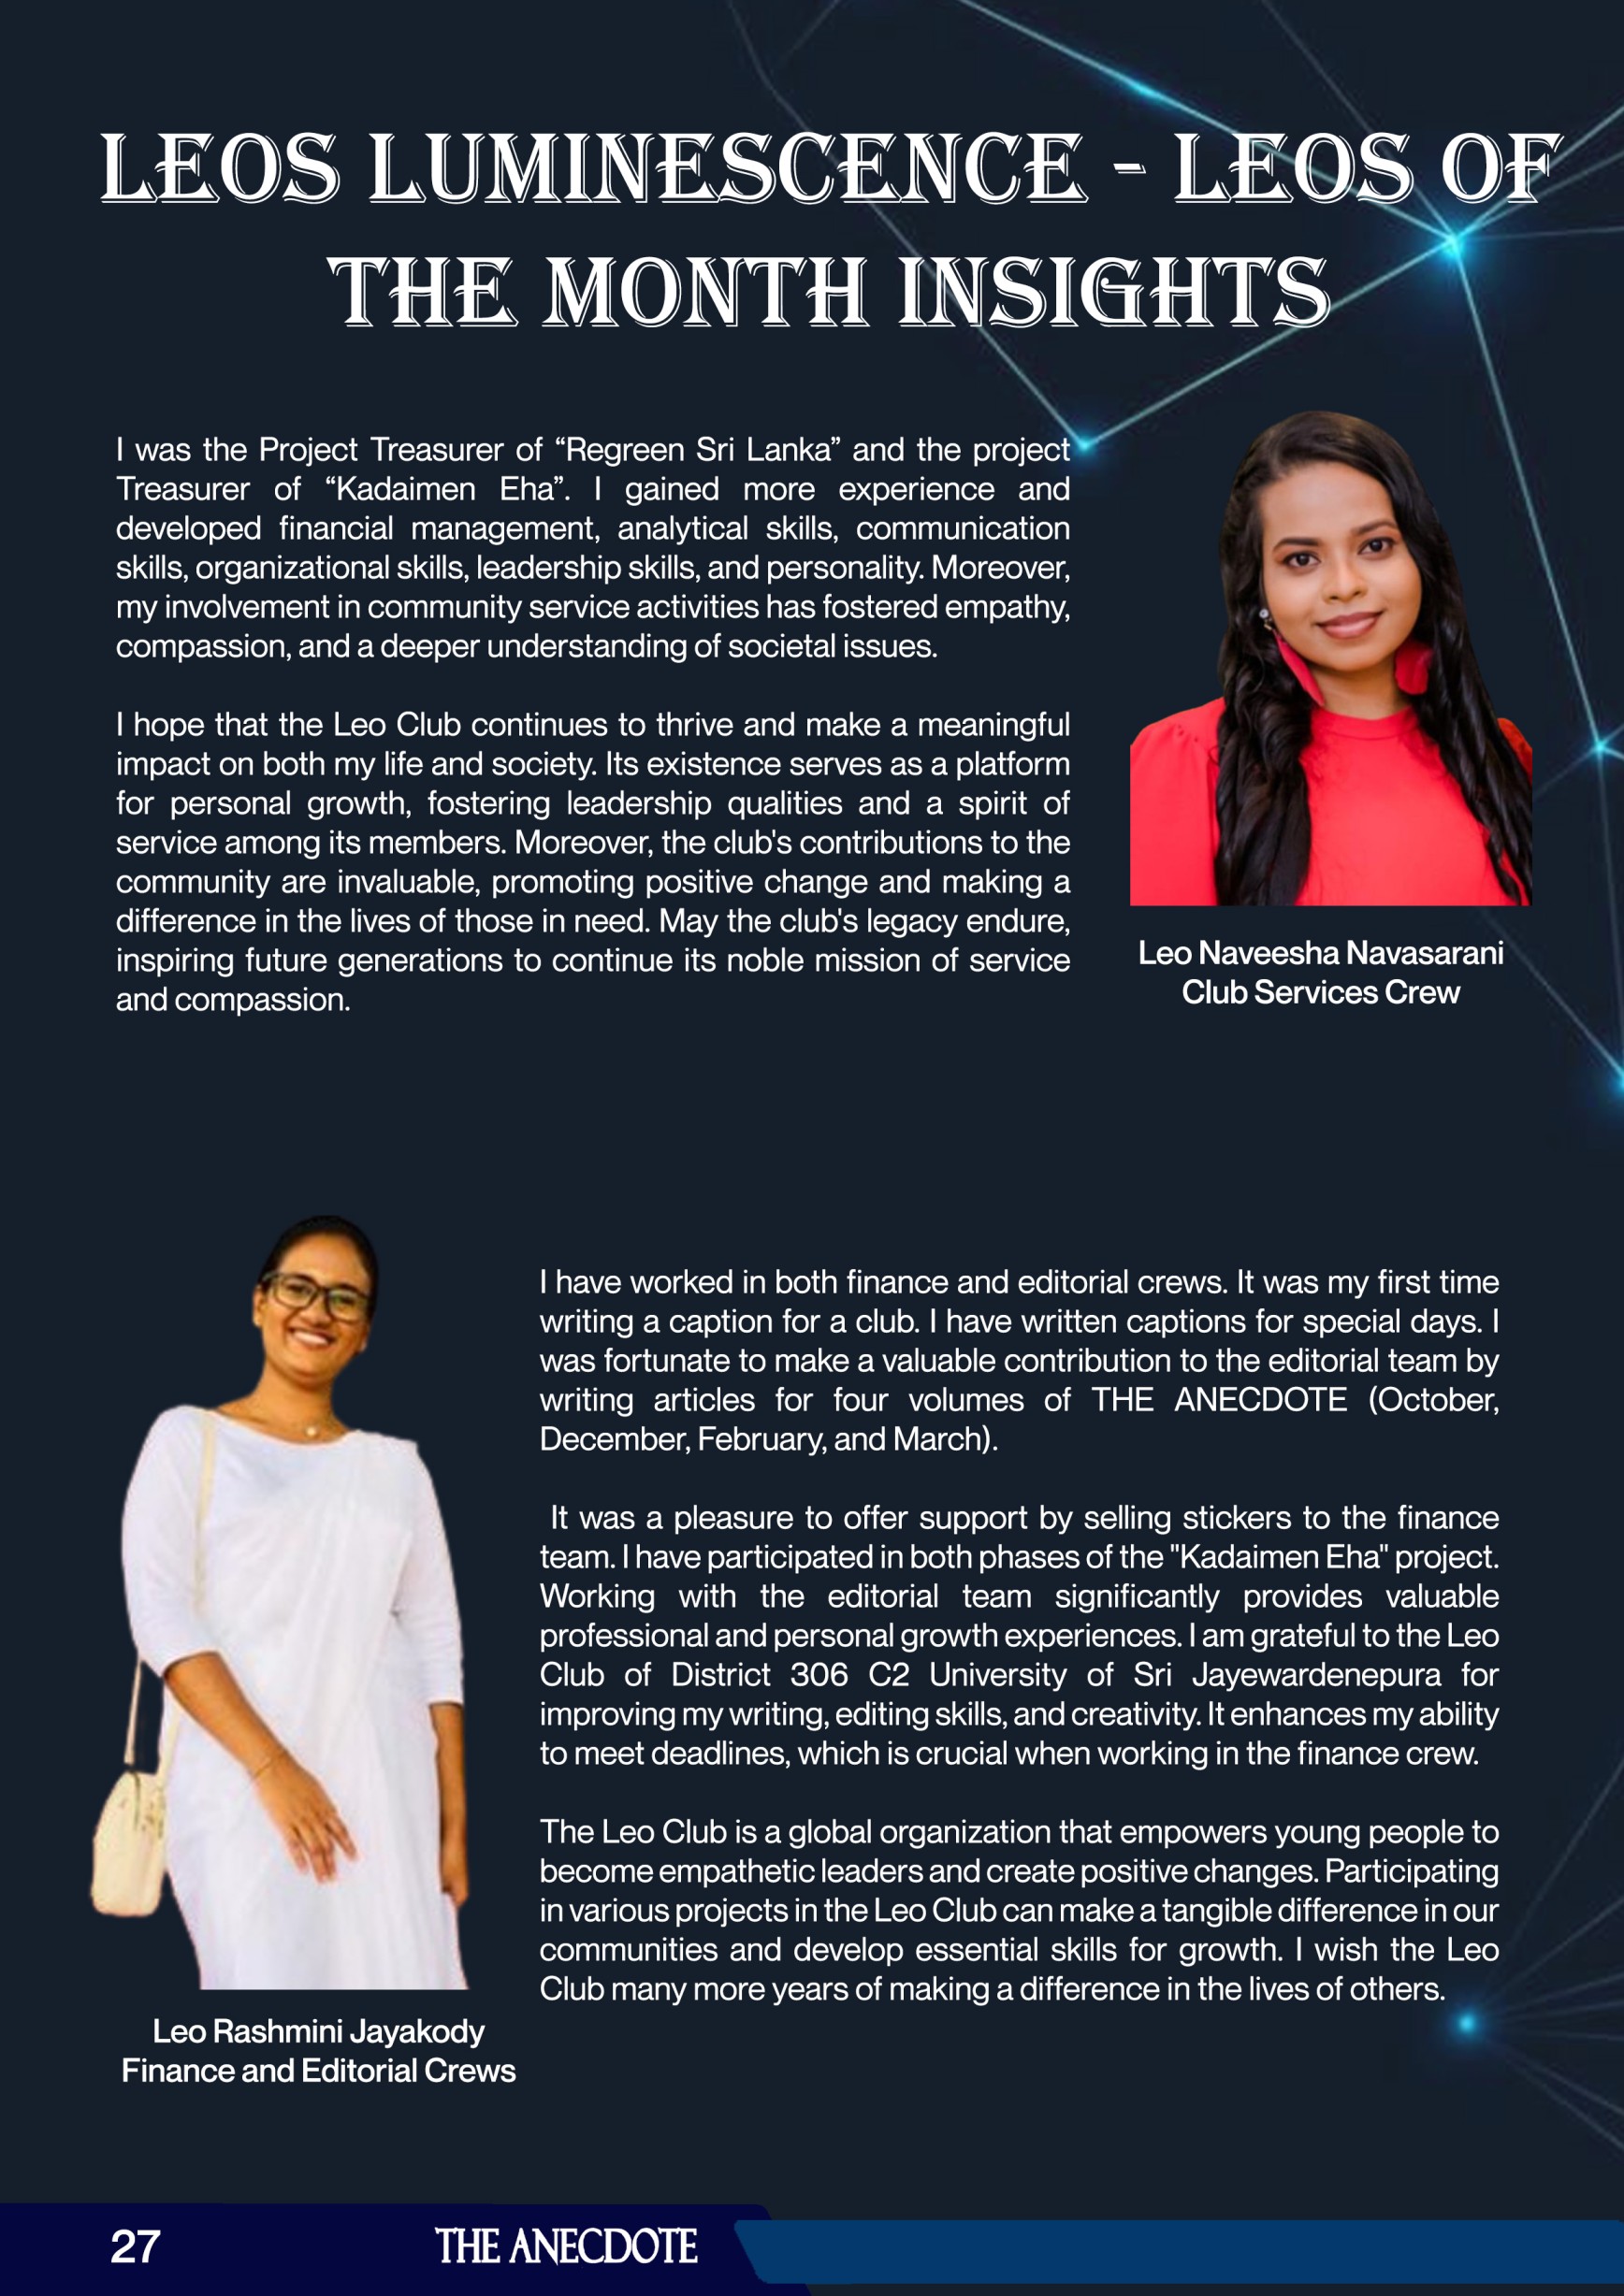 LEOS LUMINESCENCE - LEOS OF
THE MONTH INSIGHTS
I was the Project Treasurer of “Regreen Sri Lanka” and the project
Treasurer of “Kadaimen Eha”. I gained more experience and
developed financial management, analytical skills, communication
skills, organizational skills, leadership skills, and personality. Moreover,
my involvement in community service activities has fostered empathy,
compassion, and a deeper understanding of societal issues.
I hope that the Leo Club continues to thrive and make a meaningful
impact on both my life and society. Its existence serves as a platform
for personal growth, fostering leadership qualities and a spirit of
service among its members. Moreover, the club's contributions to the
community are invaluable, promoting positive change and making a
difference in the lives of those in need. May the club's legacy endure,
inspiring future generations to continue its noble mission of service
and compassion.
Leo Naveesha Navasarani
Club Services Crew
I have worked in both finance and editorial crews. It was my first time
writing a caption for a club. I have written captions for special days. I
was fortunate to make a valuable contribution to the editorial team by
writing articles for four volumes of THE ANECDOTE (October,
December, February, and March).
It was a pleasure to offer support by selling stickers to the finance
team. I have participated in both phases of the "Kadaimen Eha" project.
Working with the editorial team significantly provides valuable
professional and personal growth experiences. I am grateful to the Leo
Club of District 306 C2 University of Sri Jayewardenepura for
improving my writing, editing skills, and creativity. It enhances my ability
to meet deadlines, which is crucial when working in the finance crew.
The Leo Club is a global organization that empowers young people to
become empathetic leaders and create positive changes. Participating
in various projects in the Leo Club can make a tangible difference in our
communities and develop essential skills for growth. I wish the Leo
Club many more years of making a difference in the lives of others.
Leo Rashmini Jayakody
Finance and Editorial Crews
27
THE ANECDOTE